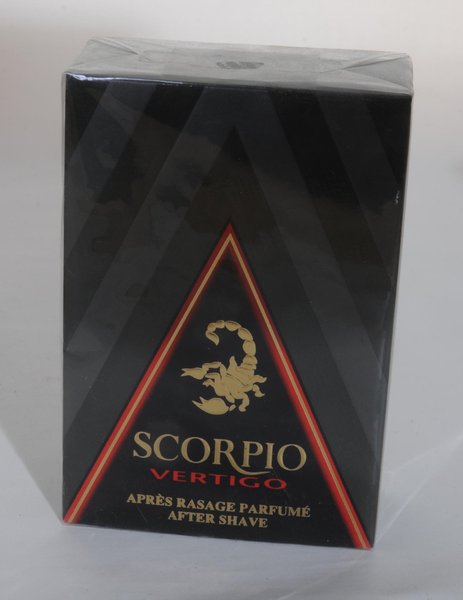 SCORPIO
VERTIGO
APRÈS RASAGE PARFUMÉ
AFTER SHAVE